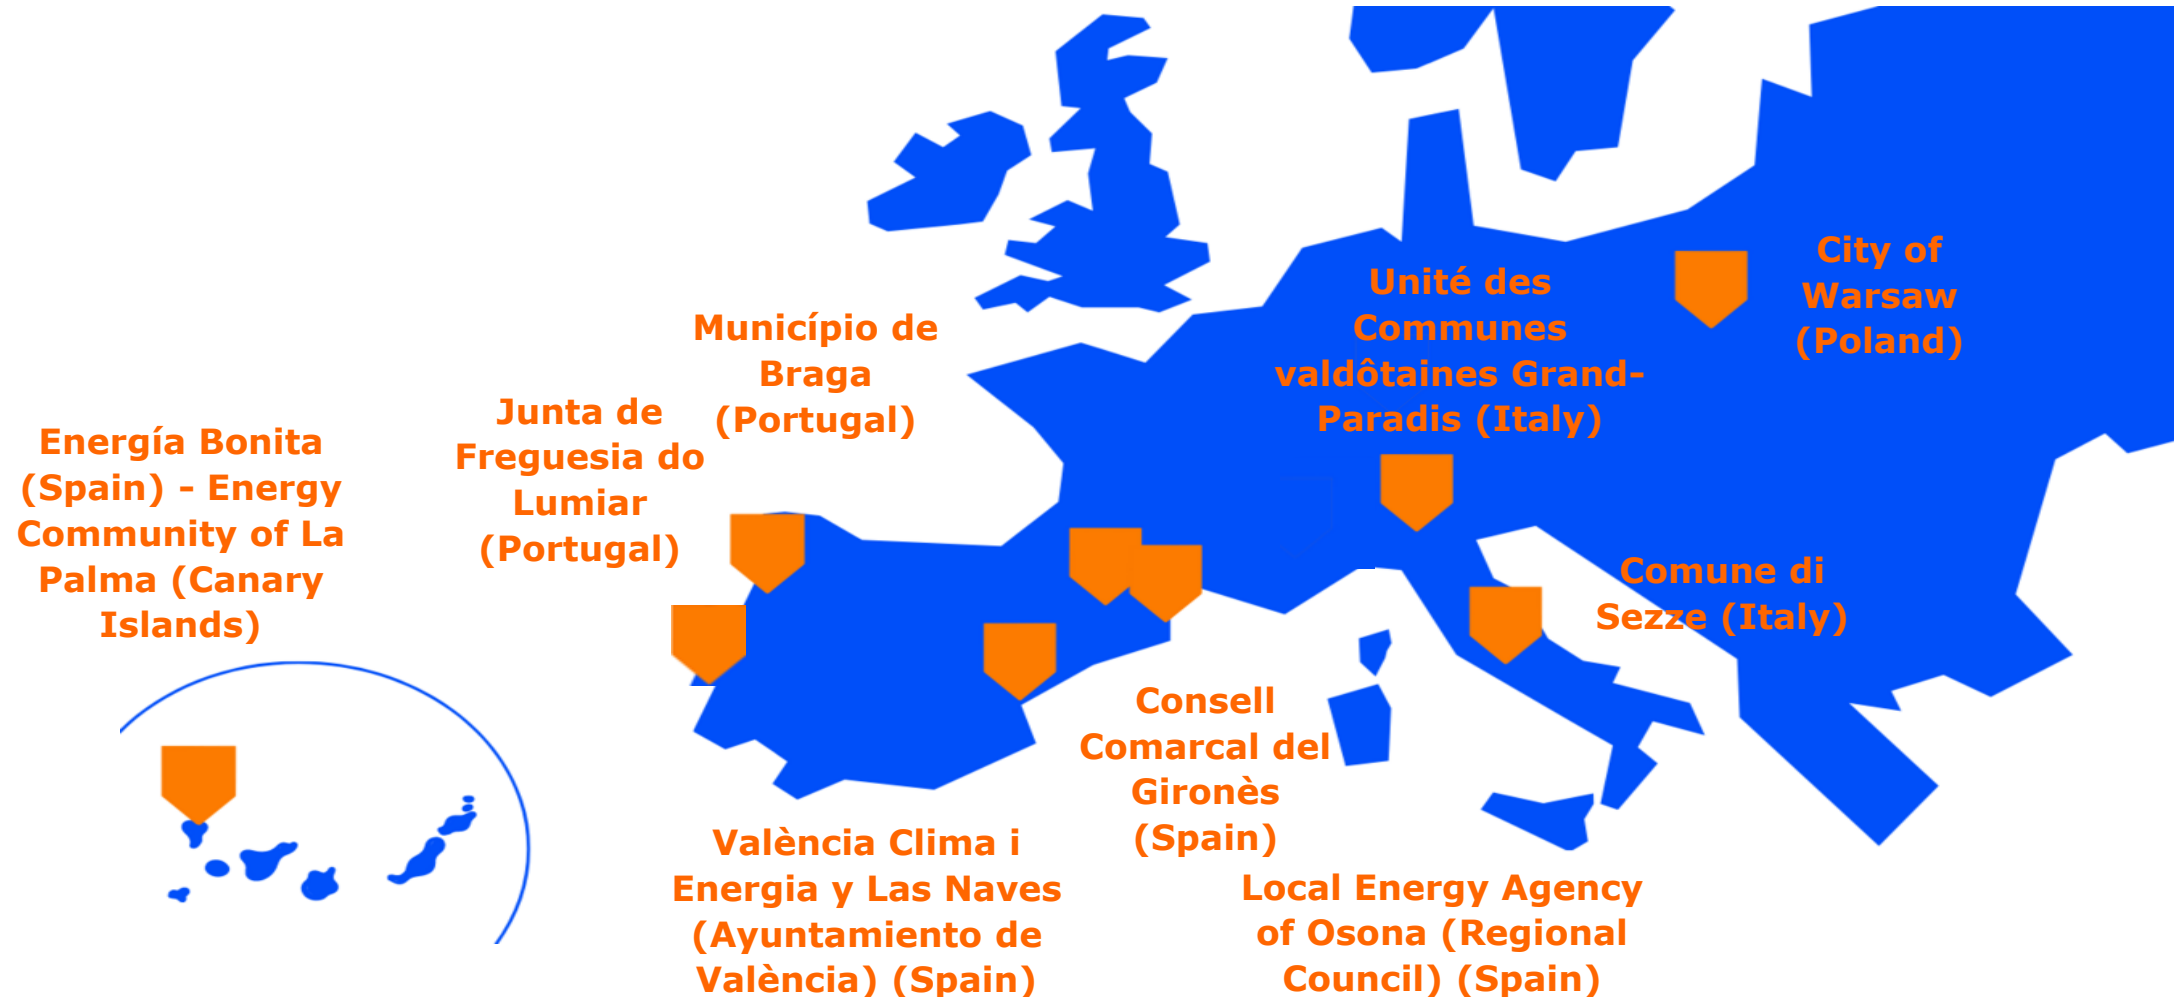 Energía Bonita
(Spain) - Energy
Community of La
Palma (Canary
Islands)
Junta de
Freguesia do
Lumiar
(Portugal)
Município de
Braga
(Portugal)
Unité des
Communes
valdôtaines Grand-
Paradis (Italy)
City of
Warsaw
(Poland)
Comune di
Sezze (Italy)
Consell
Comarcal del
Gironès
(Spain)
València Clima i
Energia y Las Naves
(Ayuntamiento de
València) (Spain)
Local Energy Agency
of Osona (Regional
Council) (Spain)